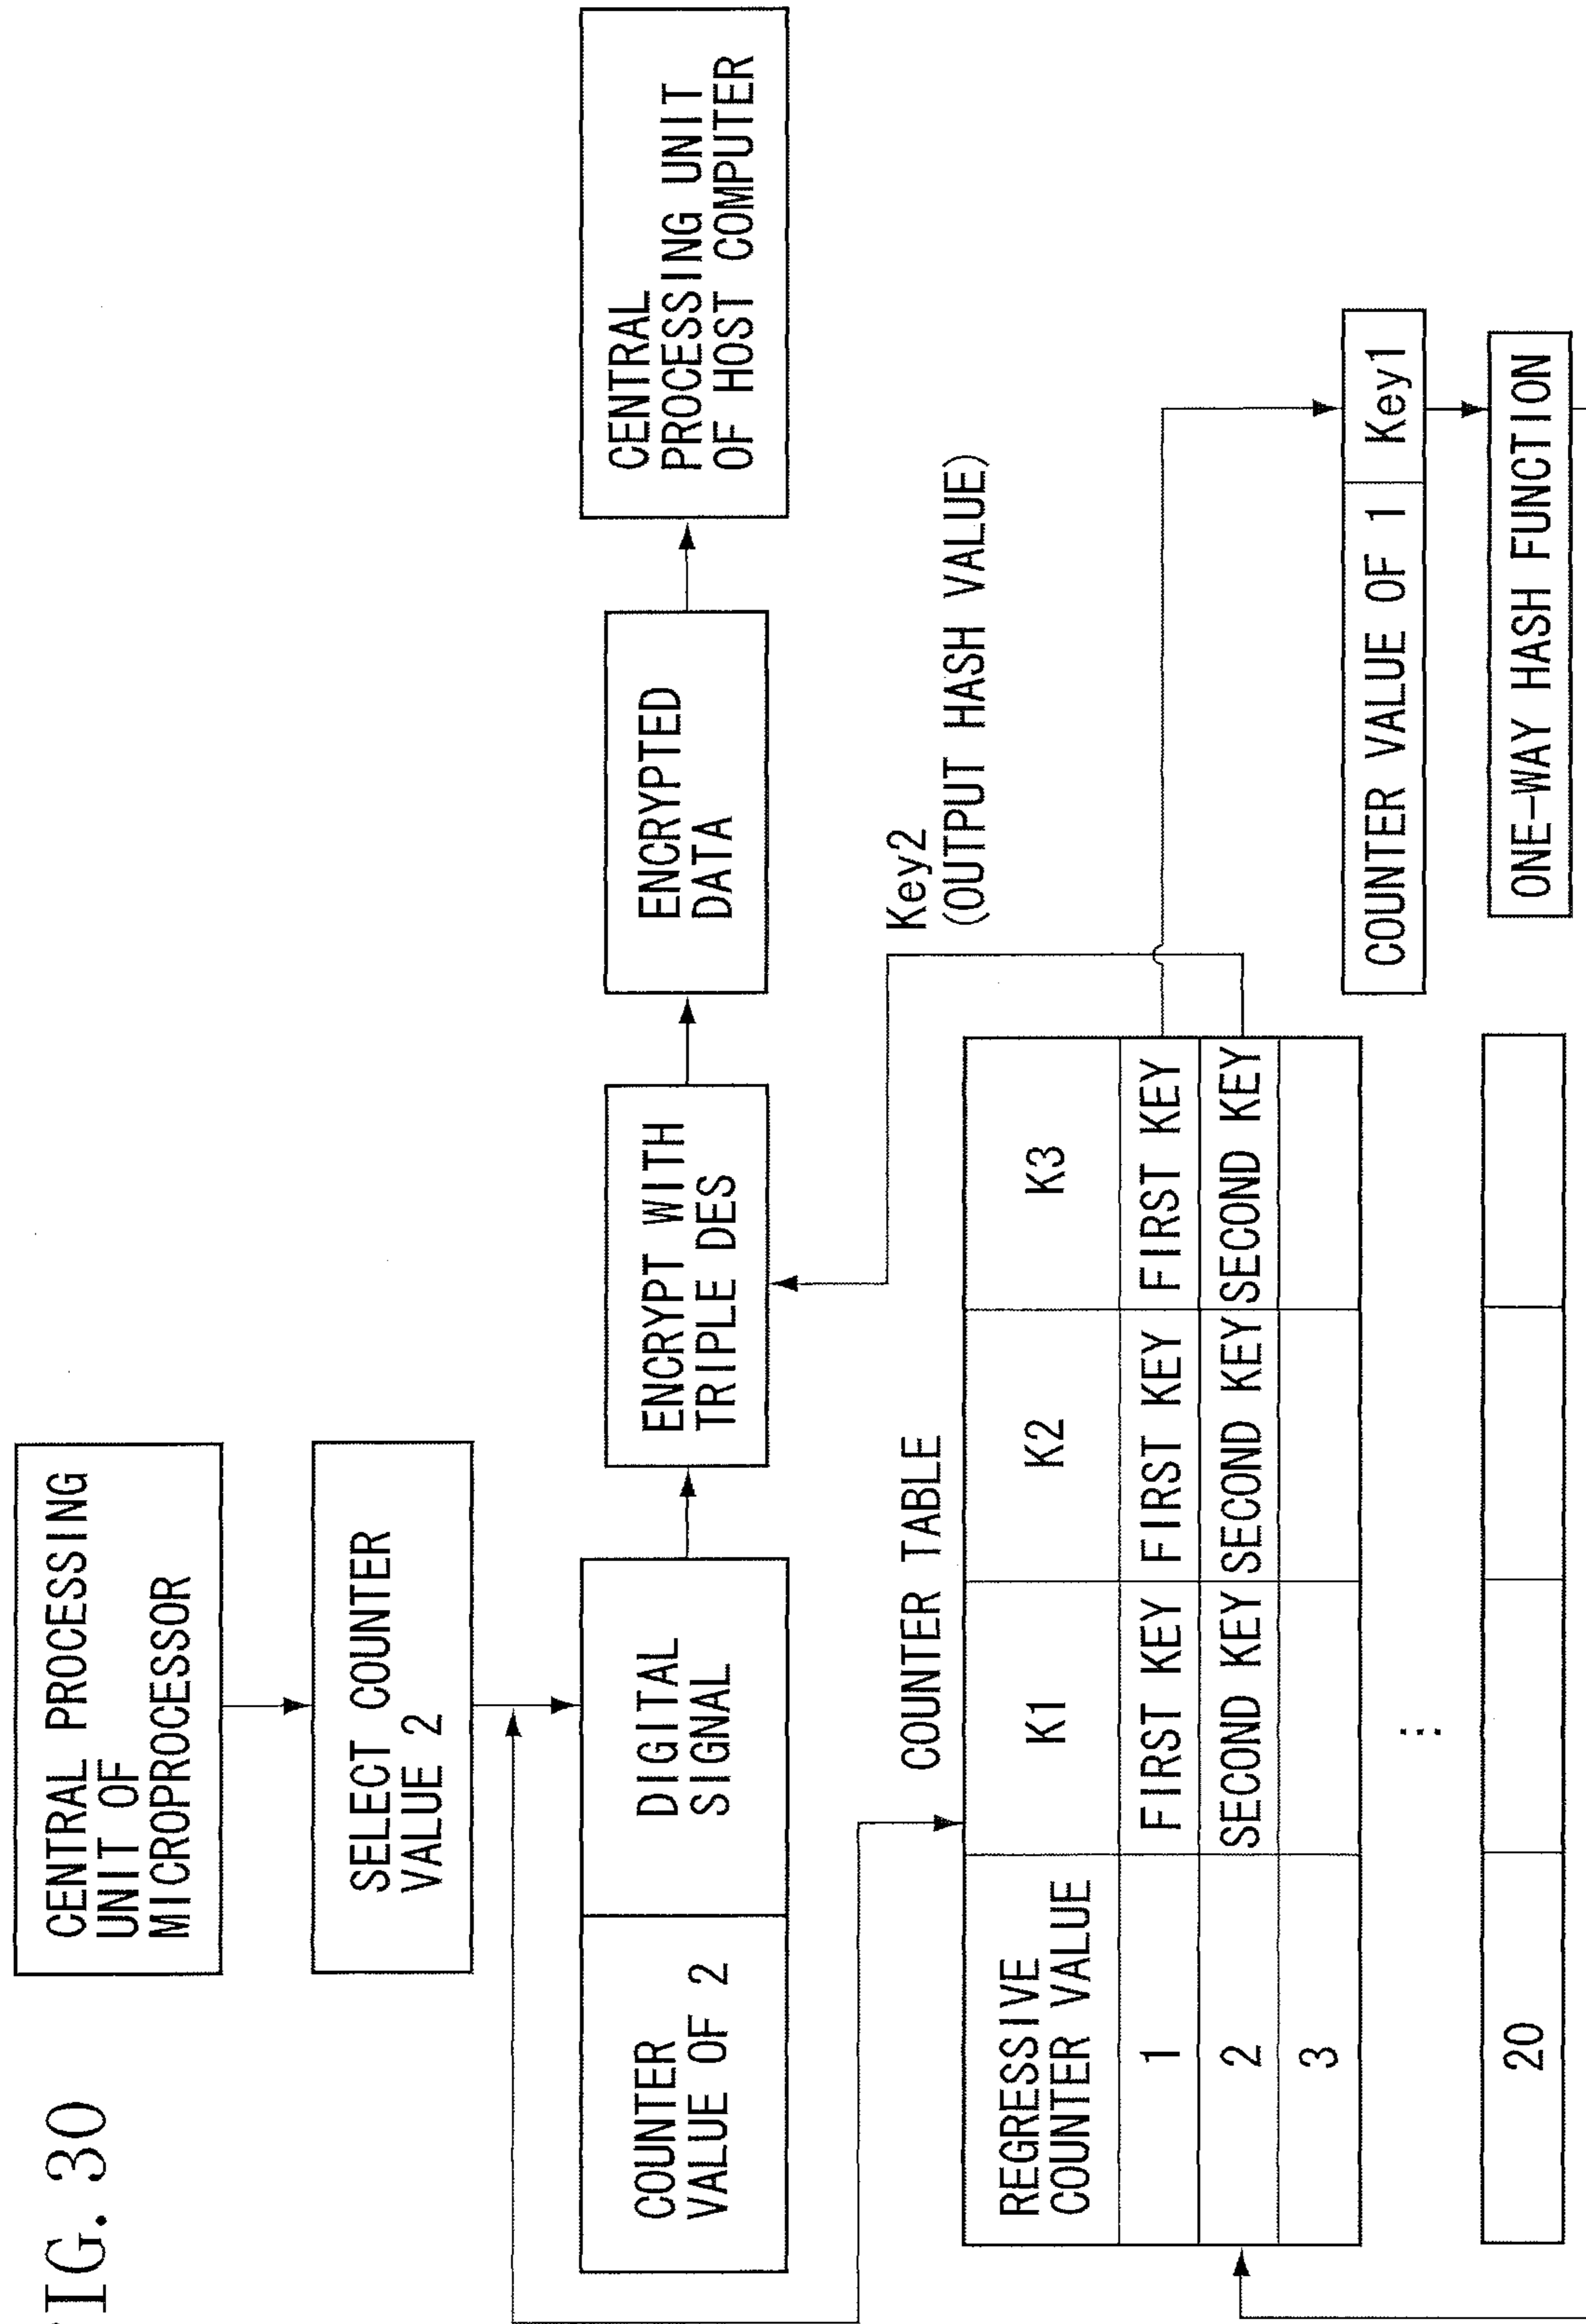 FIG. 30
CENTRAL PROCESSING
UNIT OF
MICROPROCESSOR
SELECT COUNTER
VALUE 2
COUNTER
VALUE OF 2
DIGITAL
SIGNAL
ENCRYPT WITH
TRIPLE DES
ENCRYPTED
DATA
CENTRAL
PROCESSING UNIT
OF HOST COMPUTER
Key2
(OUTPUT HASH VALUE)
COUNTER TABLE
REGRESSIVE
COUNTER VALUE
K1
K2
K3
1
FIRST KEY
FIRST KEY
FIRST KEY
2
SECOND KEY
SECOND KEY
SECOND KEY
3
⋮
20
COUNTER VALUE OF 1
Key1
ONE-WAY HASH FUNCTION